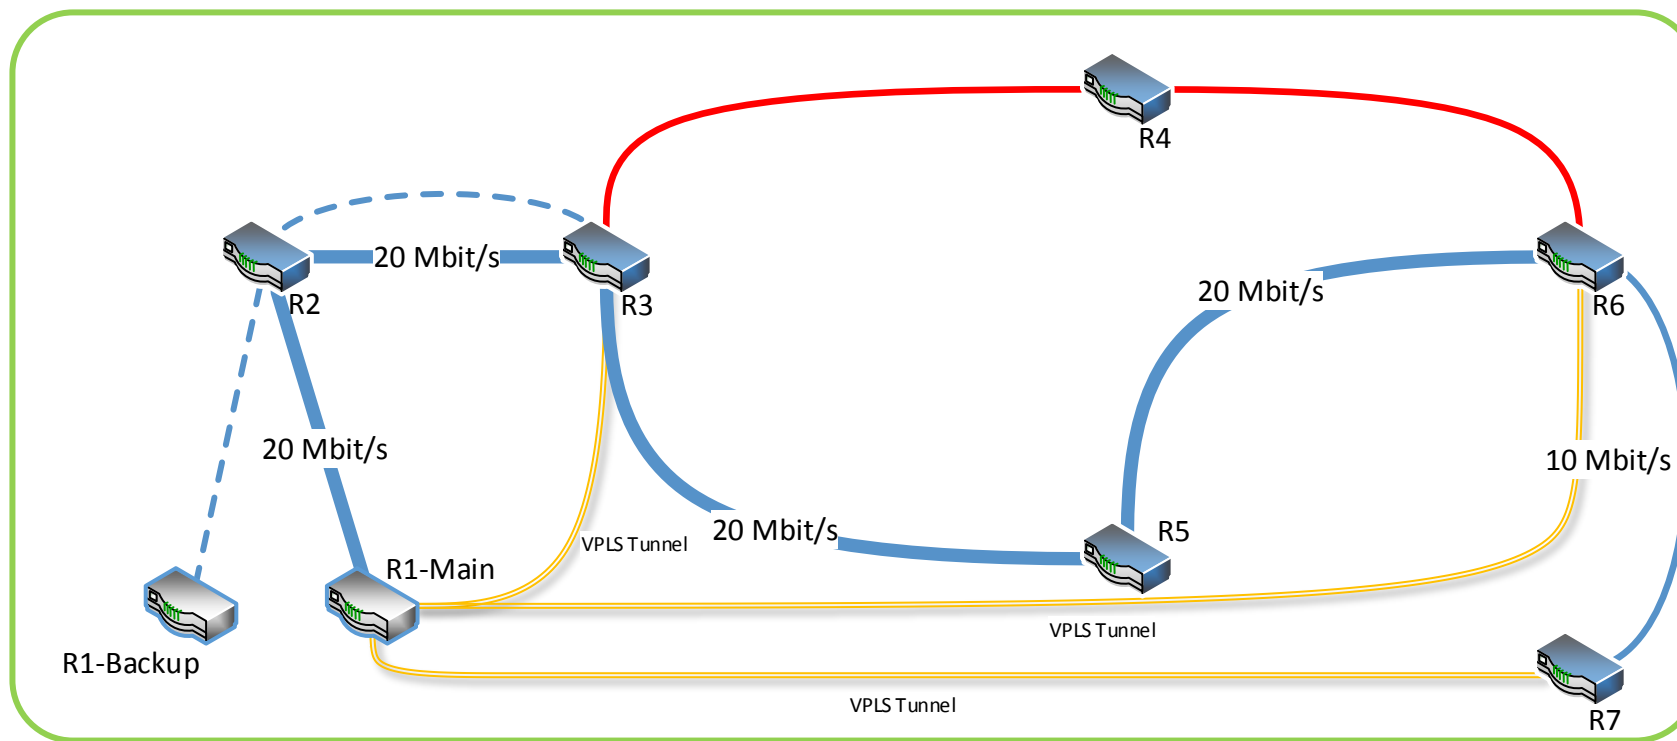 R4
20 Mbit/s
R2
R3
20 Mbit/s
R6
20 Mbit/s
10 Mbit/s
20 Mbit/s
R5
VPLS Tunnel
R1-Main
VPLS Tunnel
R1-Backup
VPLS Tunnel
R7